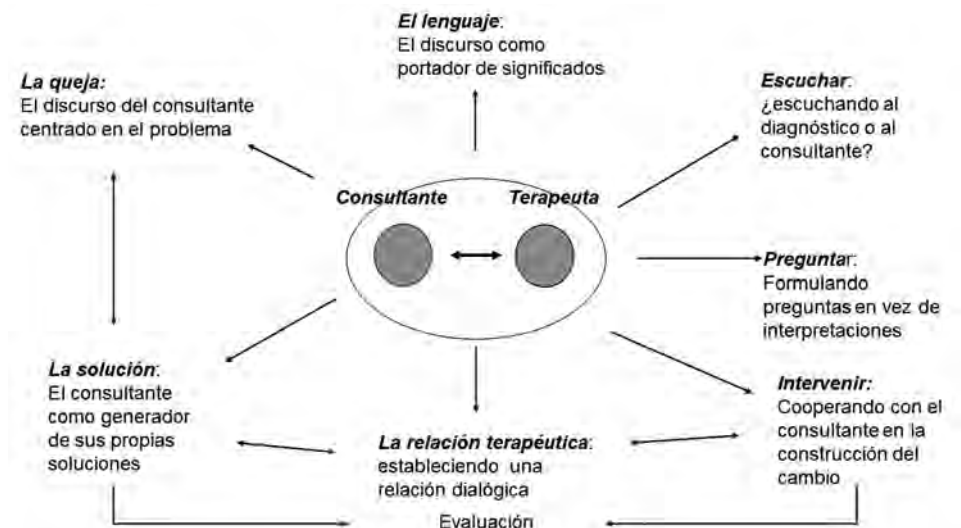 El lenguaje:
El discurso como
portador de significados
La queja:
El discurso del consultante
centrado en el problema
Escuchar:
¿escuchando al
diagnóstico o al
consultante?
Consultante
Terapeuta
Preguntar:
Formulando
preguntas en vez de
interpretaciones
La solución:
El consultante
como generador
de sus propias
soluciones
La relación terapéutica:
estableciendo una
relación dialógica
Intervenir:
Cooperando con el
consultante en la
construcción del
cambio
Evaluación